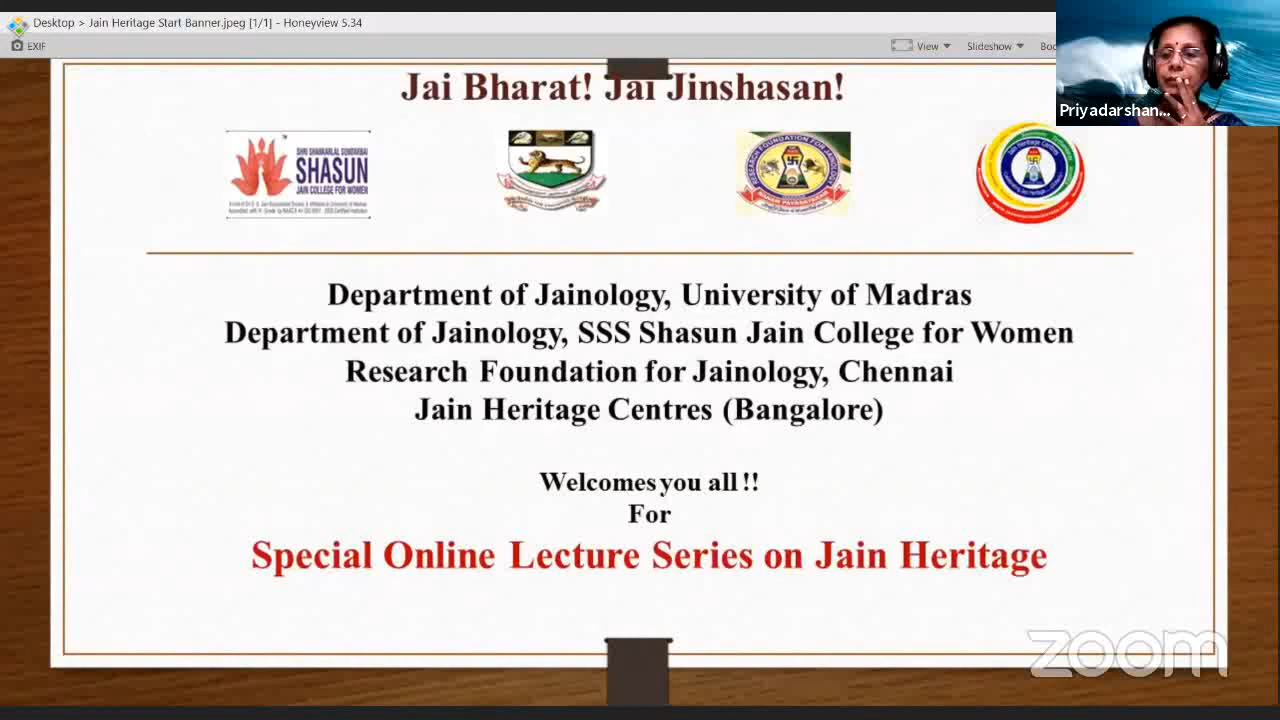 Desktop > Jain Heritage Start Banner.jpeg [1/1] - Honeyview 5.34
EXIF
View
Slideshow
Priyadarshan...
Jai Bharat! Jai Jinshasan!
SHRI SHANKARLAL SUNDARBAI
SHASUN
JAIN COLLEGE FOR WOMEN
Department of Jainology, University of Madras
Department of Jainology, SSS Shasun Jain College for Women
Research Foundation for Jainology, Chennai
Jain Heritage Centres (Bangalore)
Welcomes you all !!
For
Special Online Lecture Series on Jain Heritage
zoom